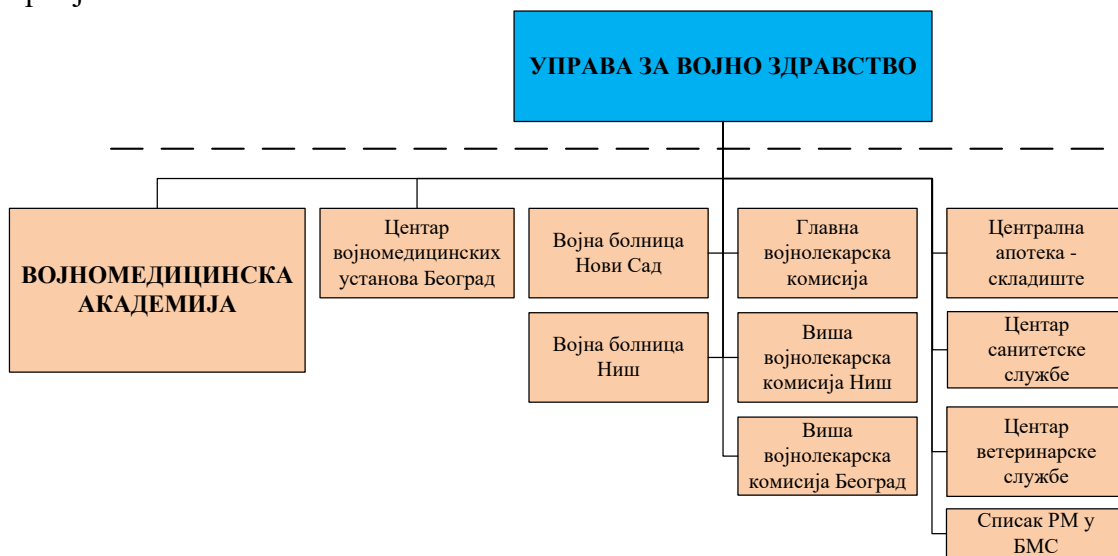 УПРАВА ЗА ВОЈНО ЗДРАВСТВО
ВОЈНОМЕДИЦИНСКА
АКАДЕМИЈА
Центар
војномедицинских
установа Београд
Војна болница
Нови Сад
Војна болница
Ниш
Главна
војнолекарска
комисија
Виша
војнолекарска
комисија Ниш
Виша
војнолекарска
комисија Београд
Централна
апотека -
складиште
Центар
санитетске
службе
Центар
ветеринарске
службе
Списак РМ у
БМС